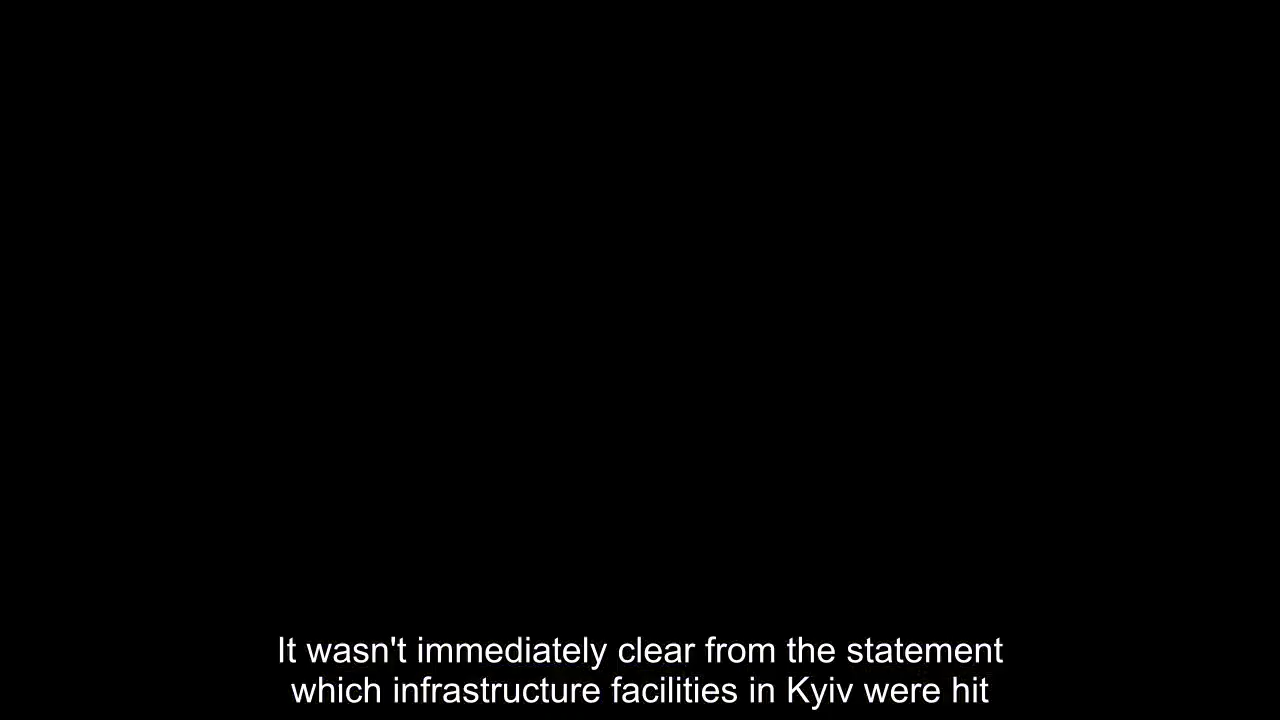 It wasn't immediately clear from the statement
which infrastructure facilities in Kyiv were hit